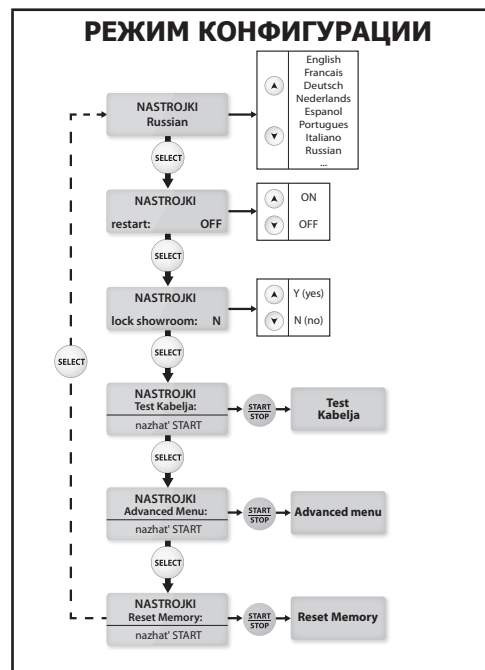 РЕЖИМ КОНФИГУРАЦИИ
NASTROJKI
Russian
English
Francais
Deutsch
Nederlands
Espanol
Portugues
Italiano
Russian
...
SELECT
NASTROJKI
restart: OFF
ON
OFF
SELECT
NASTROJKI
lock showroom: N
Y (yes)
N (no)
SELECT
SELECT
NASTROJKI
Test Kabelja:
nazhat' START
START
STOP
Test
Kabelja
SELECT
NASTROJKI
Advanced Menu:
nazhat' START
START
STOP
Advanced menu
SELECT
NASTROJKI
Reset Memory:
nazhat' START
START
STOP
Reset Memory